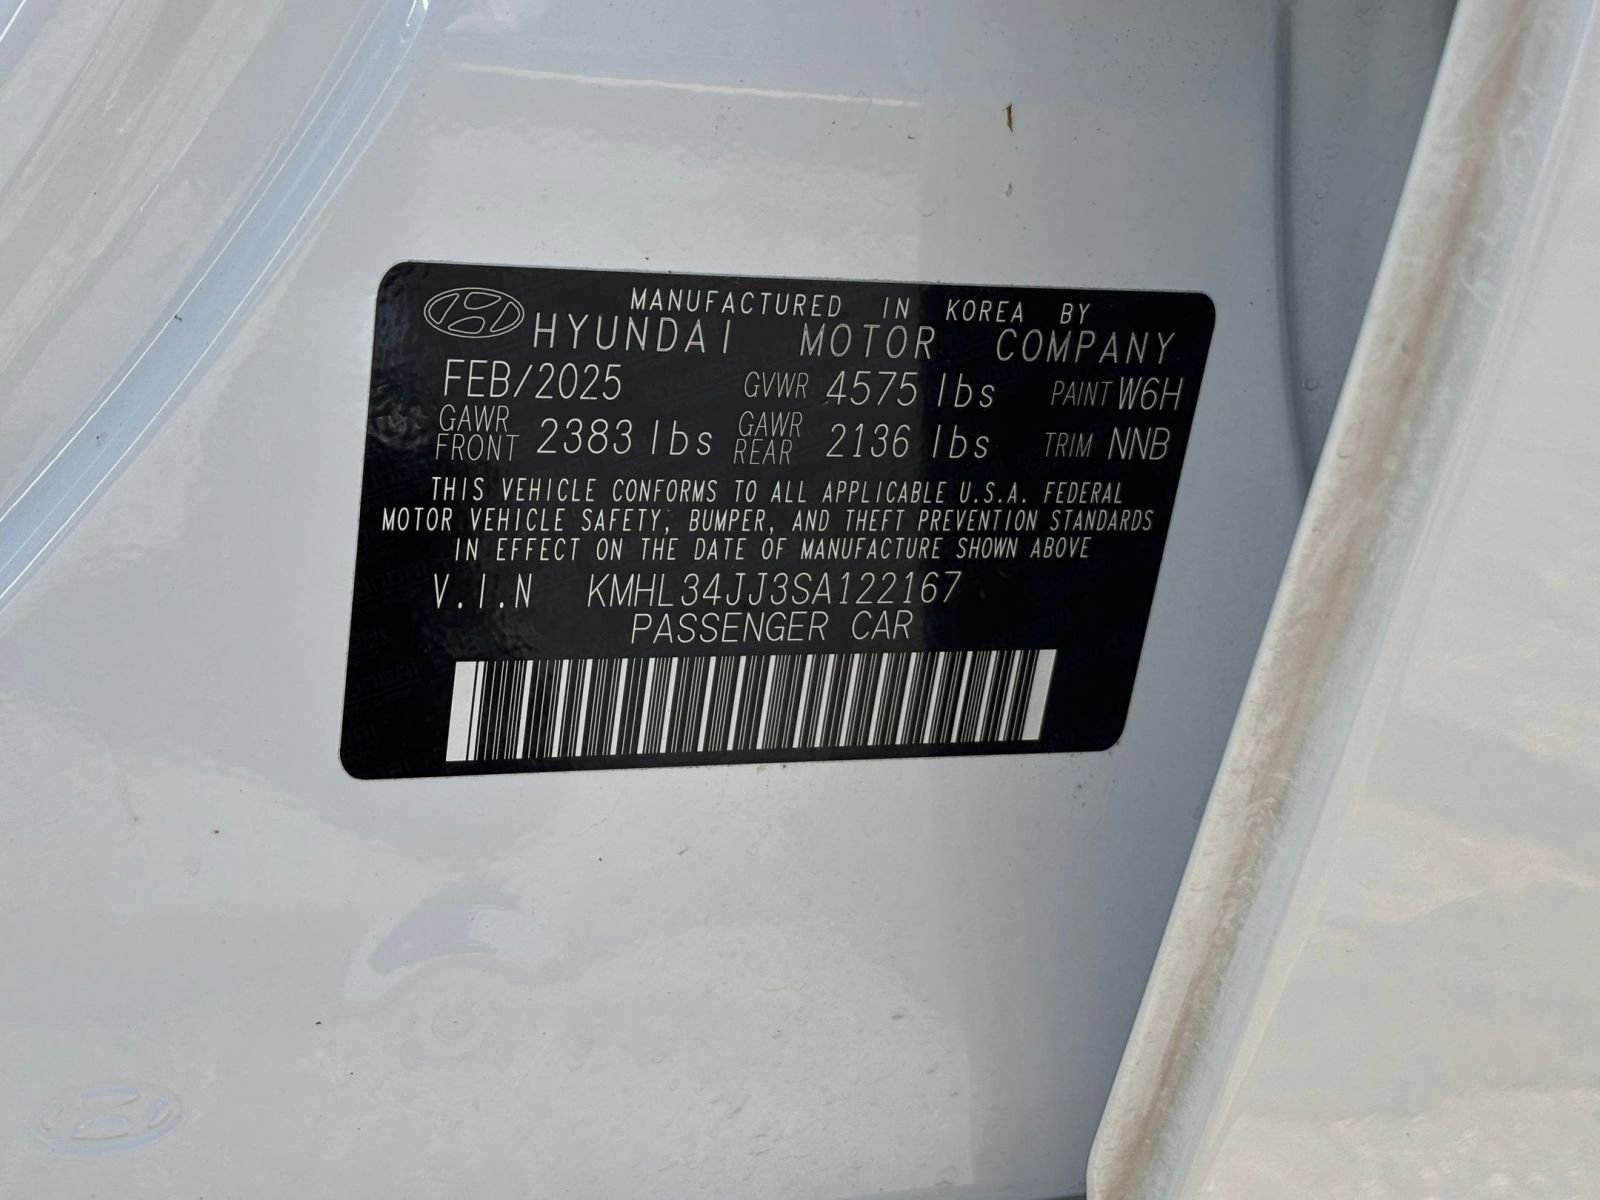 MANUFACTURED IN KOREA BY
HYUNDAI MOTOR COMPANY
FEB/2025 GVWR 4575 lbs PAINT W6H
GAWR FRONT 2383 lbs GAWR REAR 2136 lbs TRIM NNB
THIS VEHICLE CONFORMS TO ALL APPLICABLE U.S.A. FEDERAL
MOTOR VEHICLE SAFETY, BUMPER, AND THEFT PREVENTION STANDARDS
IN EFFECT ON THE DATE OF MANUFACTURE SHOWN ABOVE
V.I.N KMHL34JJ3SA122167
PASSENGER CAR